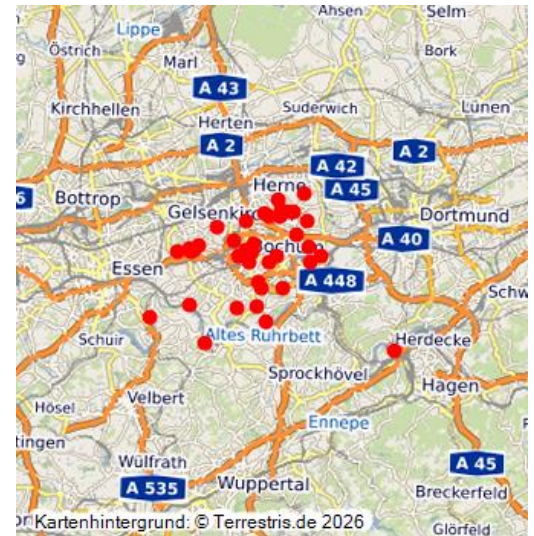 Ahsen
Selm
Lippe
Östrich
Marl
Bork
A 43
Kirchhellen
Suderwich
Lünen
Herten
A 2
A 2
A 42
Herne
A 45
Bottrop
Gelsenkirc
Dortmund
Bochum
A 40
Essen
A 448
Schw
Schuir
Altes Ruhrbett
Herdecke
Sprockhövel
Hagen
Velbert
Hösel
Ennepe
tingen
Wülfrath
A 45
A 535
Wuppertal
Breckerfeld
Kartenhintergrund: © Terrestris.de 2026
Glörfeld